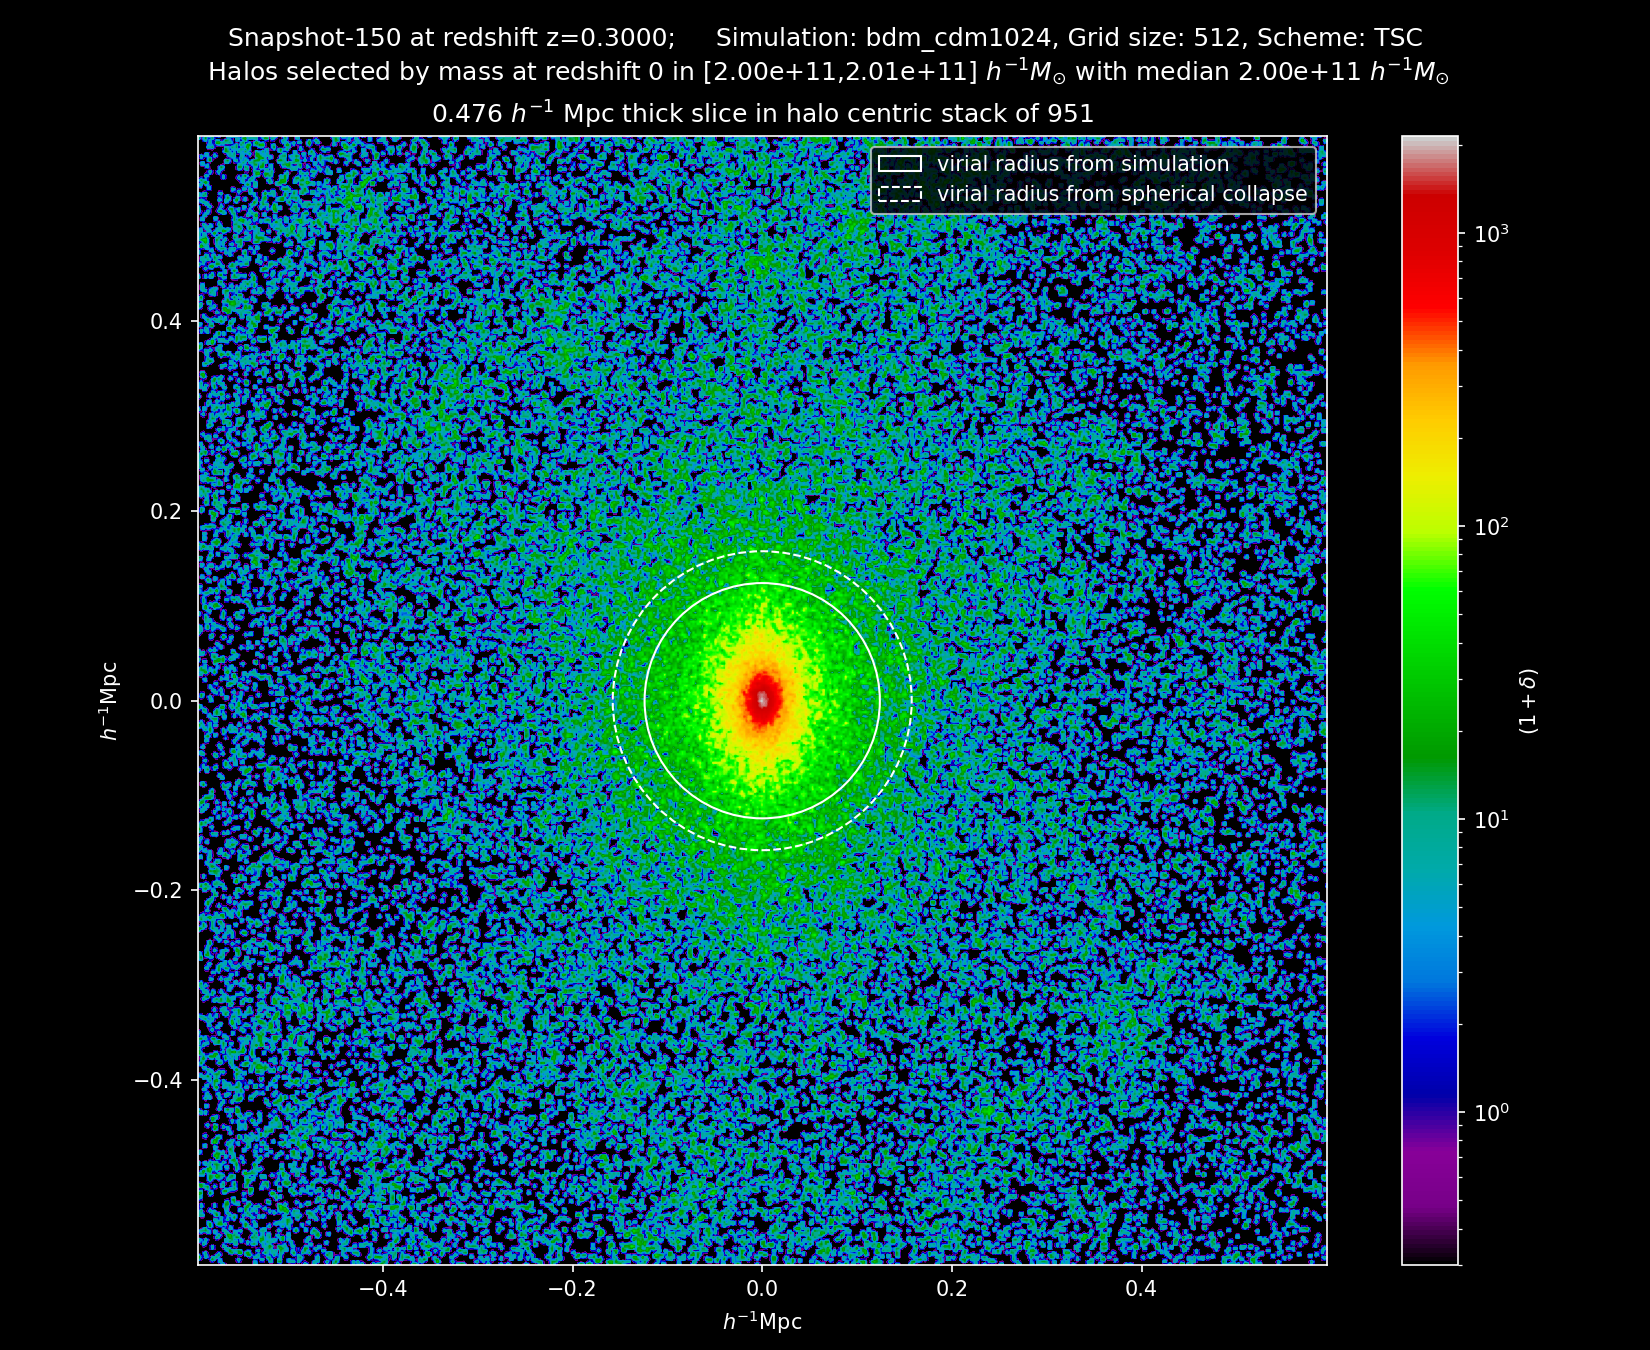 Snapshot-150 at redshift z=0.3000;     Simulation: bdm_cdm1024, Grid size: 512, Scheme: TSC
Halos selected by mass at redshift 0 in [2.00e+11,2.01e+11] h⁻¹M⊙ with median 2.00e+11 h⁻¹M⊙
0.476 h⁻¹ Mpc thick slice in halo centric stack of 951
virial radius from simulation
virial radius from spherical collapse
0.4
0.2
0.0
−0.2
−0.4
h⁻¹Mpc
−0.4
−0.2
0.0
0.2
0.4
h⁻¹Mpc
10³
10²
10¹
10⁰
(1 + δ)